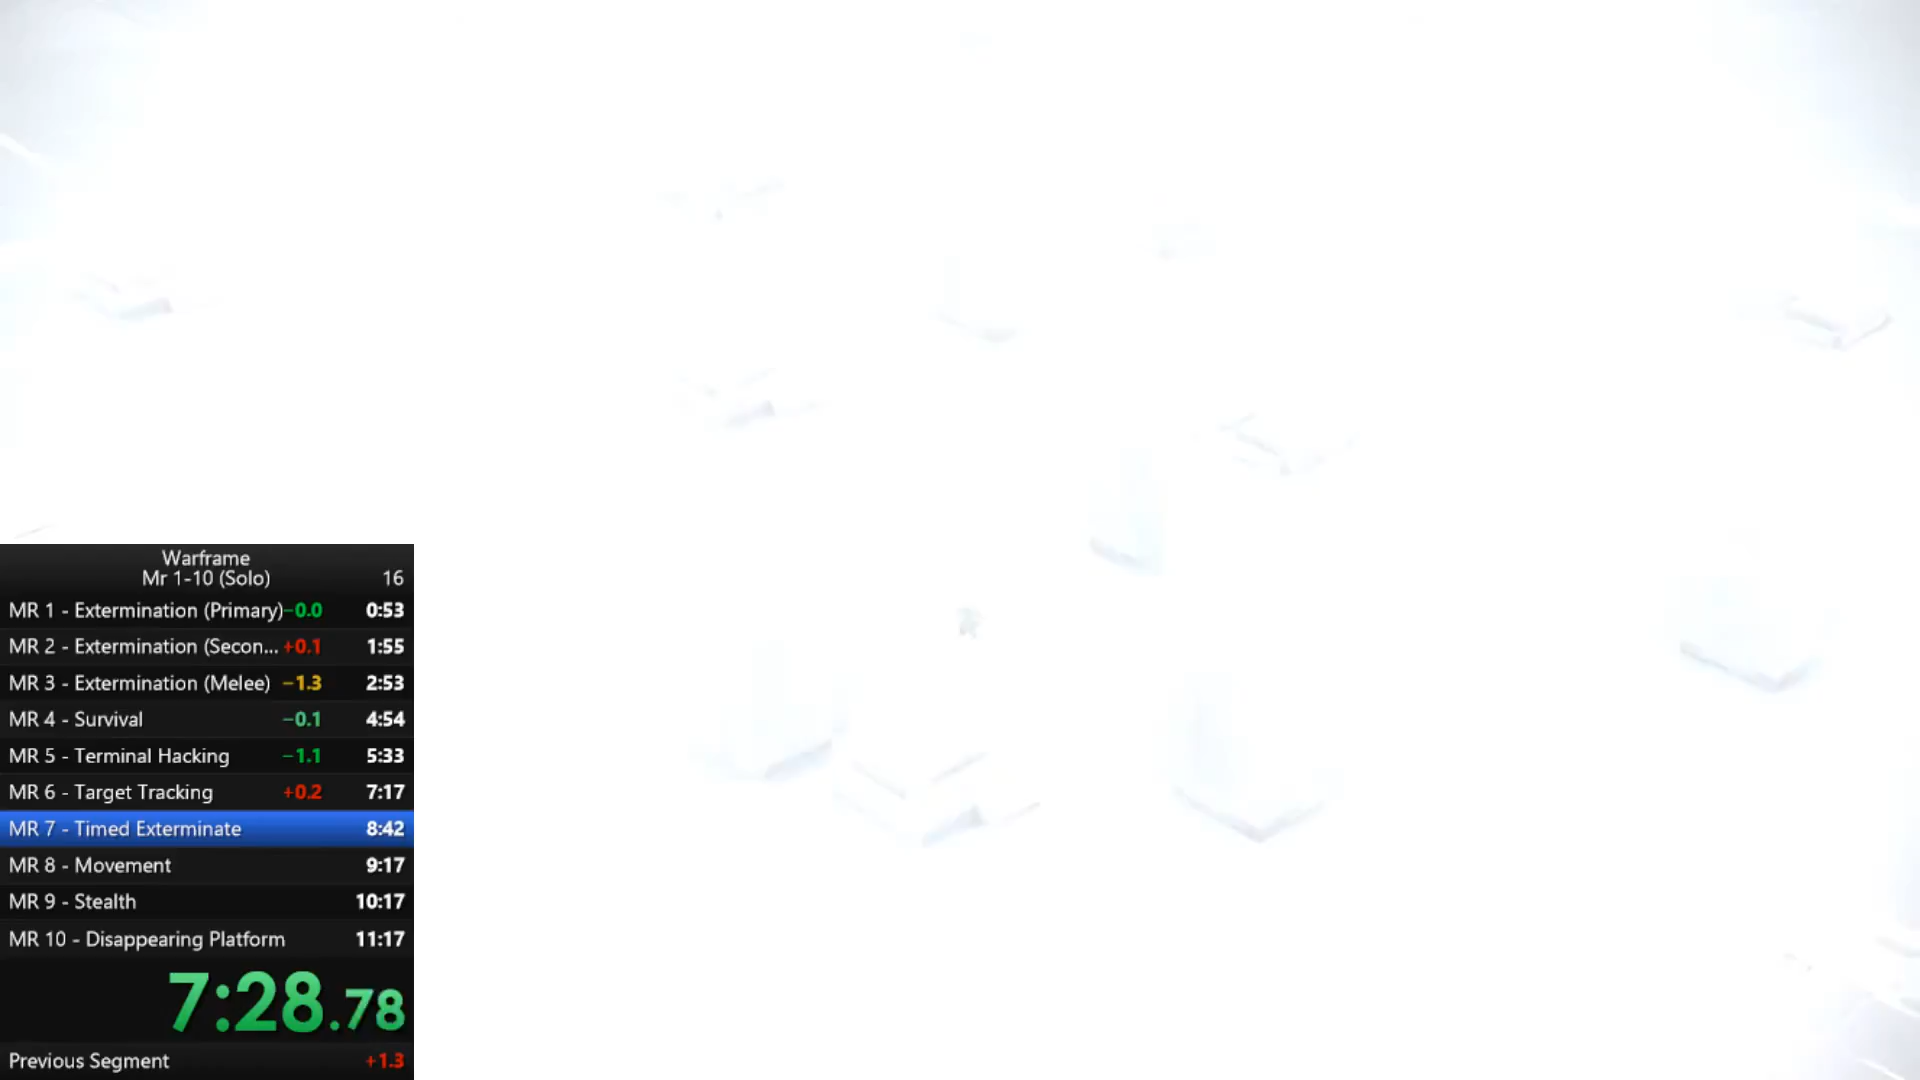 Warframe
Mr 1-10 (Solo) 16
MR 1 - Extermination (Primary) −0.0 0:53
MR 2 - Extermination (Secon... +0.1 1:55
MR 3 - Extermination (Melee) −1.3 2:53
MR 4 - Survival −0.1 4:54
MR 5 - Terminal Hacking −1.1 5:33
MR 6 - Target Tracking +0.2 7:17
MR 7 - Timed Exterminate 8:42
MR 8 - Movement 9:17
MR 9 - Stealth 10:17
MR 10 - Disappearing Platform 11:17
7:28.78
Previous Segment +1.3